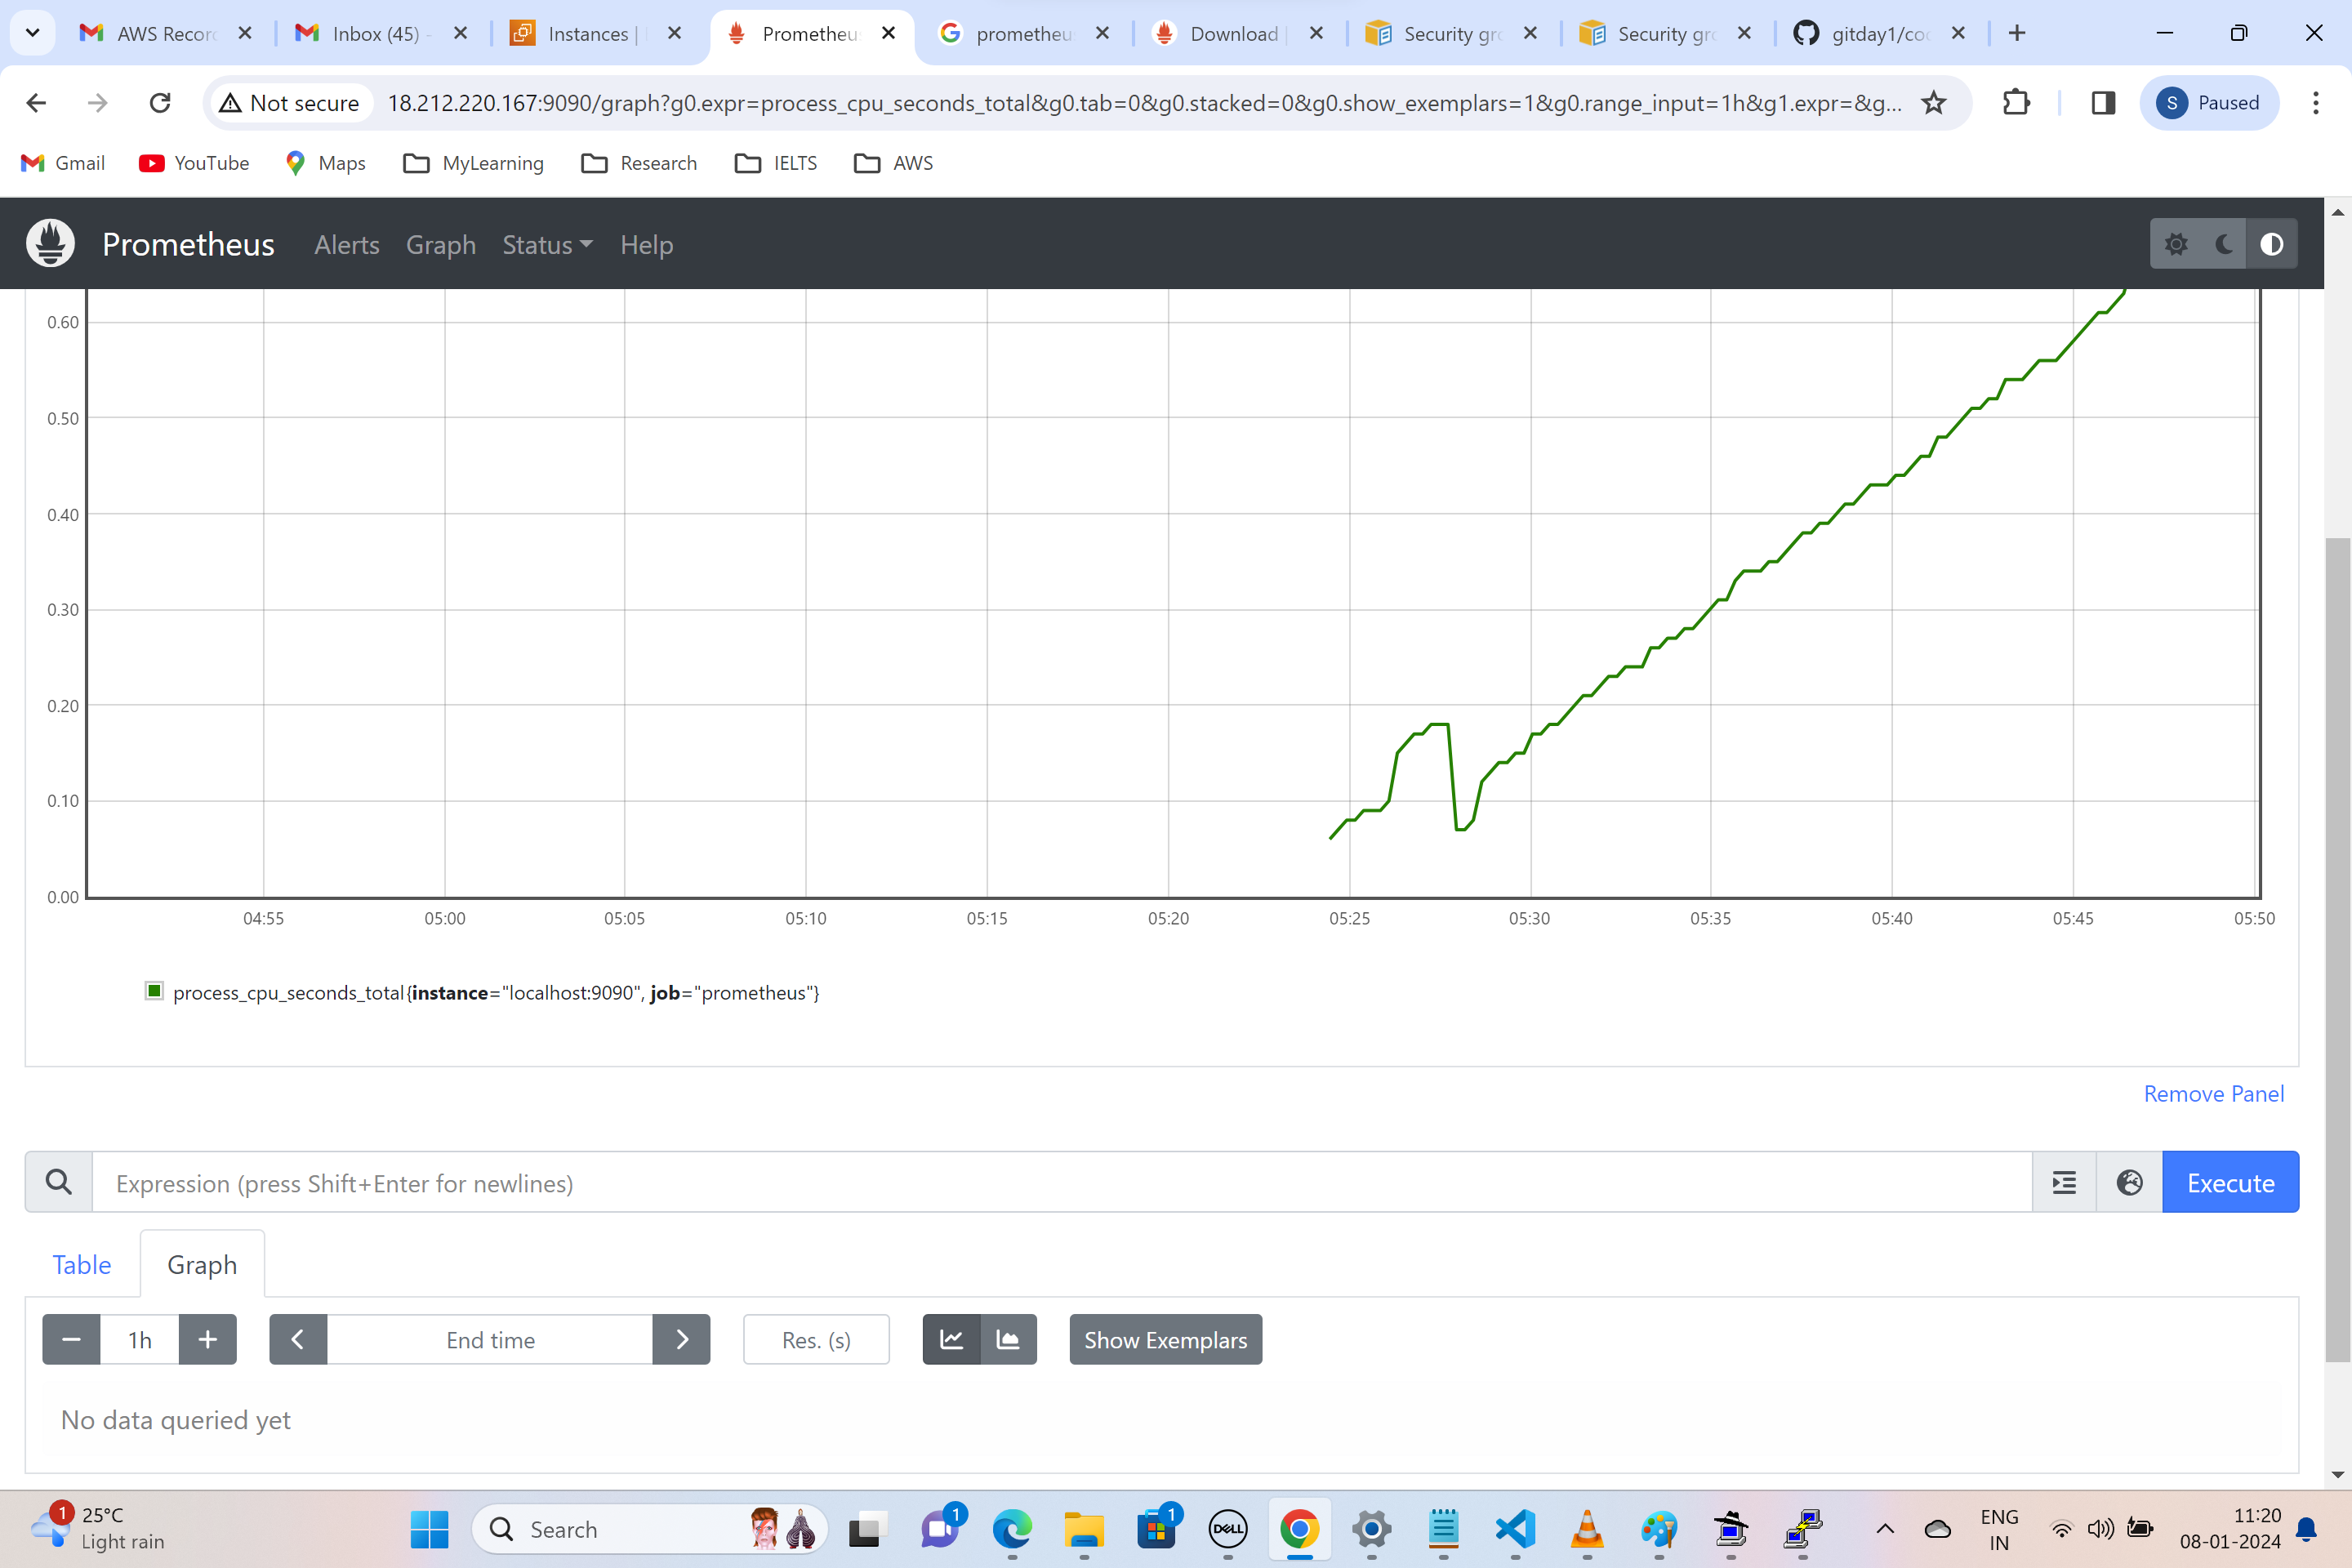 AWS Recor
Inbox (45) -
Instances |
Prometheu
prometheu
Download
Security gro
Security gro
gitday1/coo
Not secure
18.212.220.167:9090/graph?g0.expr=process_cpu_seconds_total&g0.tab=0&g0.stacked=0&g0.show_exemplars=1&g0.range_input=1h&g1.expr=&g...
S Paused
Gmail YouTube Maps MyLearning Research IELTS AWS
Prometheus Alerts Graph Status Help
0.60
0.50
0.40
0.30
0.20
0.10
0.00
04:55 05:00 05:05 05:10 05:15 05:20 05:25 05:30 05:35 05:40 05:45 05:50
process_cpu_seconds_total{instance="localhost:9090", job="prometheus"}
Remove Panel
Expression (press Shift+Enter for newlines)
Execute
Table Graph
1h
End time
Res. (s)
Show Exemplars
No data queried yet
1
25°C
Light rain
Search
1
1
DELL
ENG
IN
11:20
08-01-2024